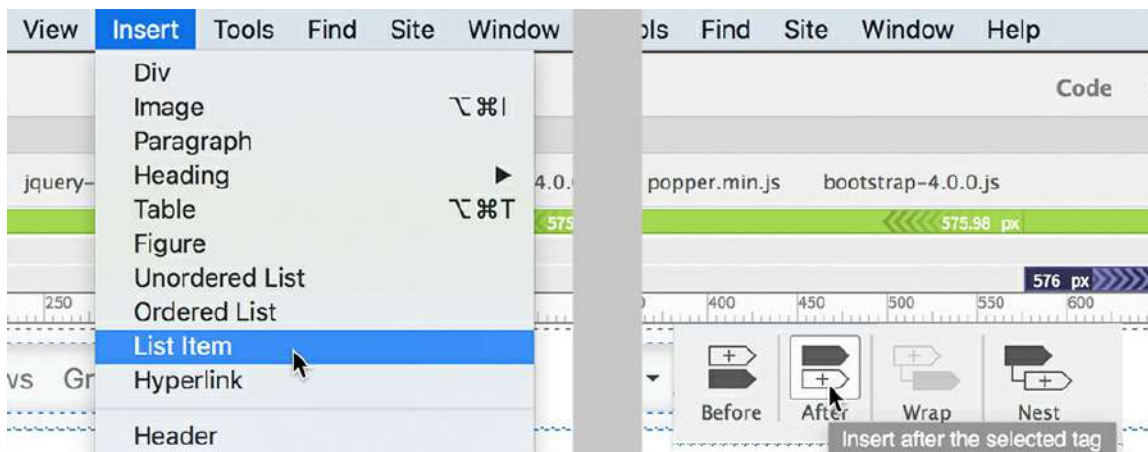 View Insert Tools Find Site Window
Div
Image ⌥⌘I
Paragraph
jquery- Heading ▶ 4.0.
Table ⌥⌘T
575
Figure
Unordered List
250
Ordered List
List Item
ws Gr Hyperlink
Header
ols Find Site Window Help
Code
popper.min.js bootstrap-4.0.0.js
575.98 px
576 px
400 450 500 550 600
Before After Wrap Nest
Insert after the selected tag